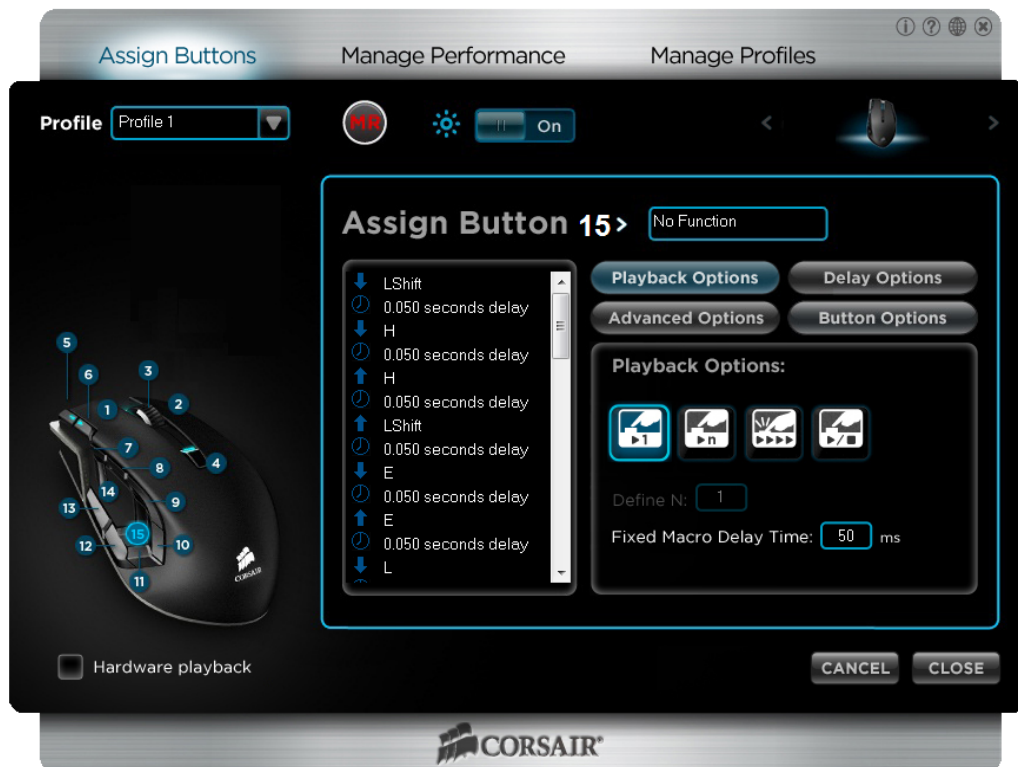 Assign Buttons Manage Performance Manage Profiles
Profile Profile 1 MR On
Assign Button 15> No Function
LShift
0.050 seconds delay
H
0.050 seconds delay
H
0.050 seconds delay
LShift
0.050 seconds delay
E
0.050 seconds delay
E
0.050 seconds delay
L
Playback Options Delay Options
Advanced Options Button Options
Playback Options:
1 n
Define N: 1
Fixed Macro Delay Time: 50 ms
5
6
3
1
2
7
8
4
14
9
13
15
12
10
11
CORSAIR
Hardware playback
CANCEL CLOSE
CORSAIR